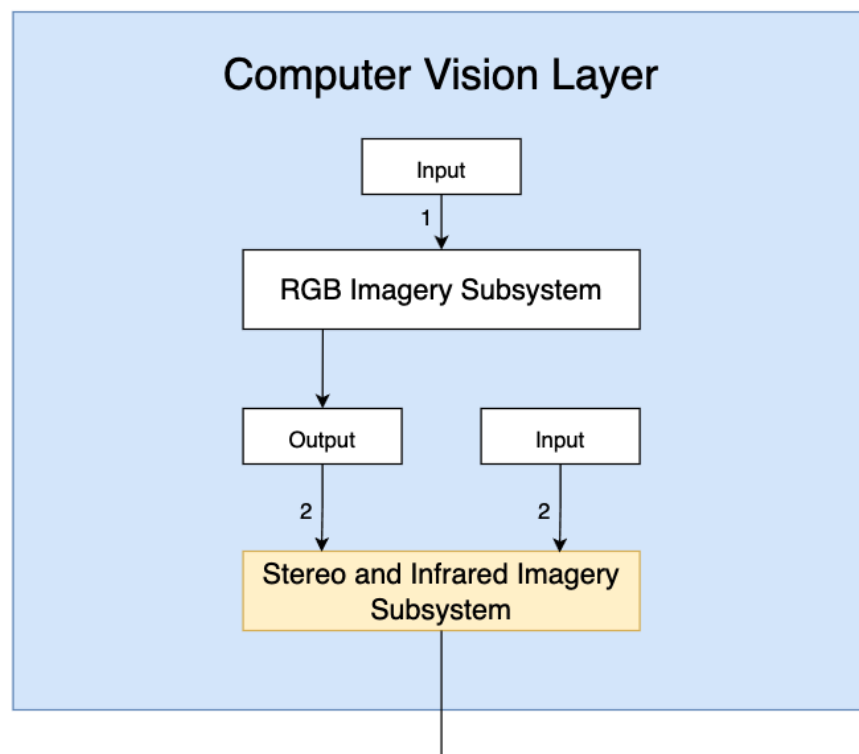 Computer Vision Layer
Input
1
RGB Imagery Subsystem
Output
Input
2
2
Stereo and Infrared Imagery
Subsystem